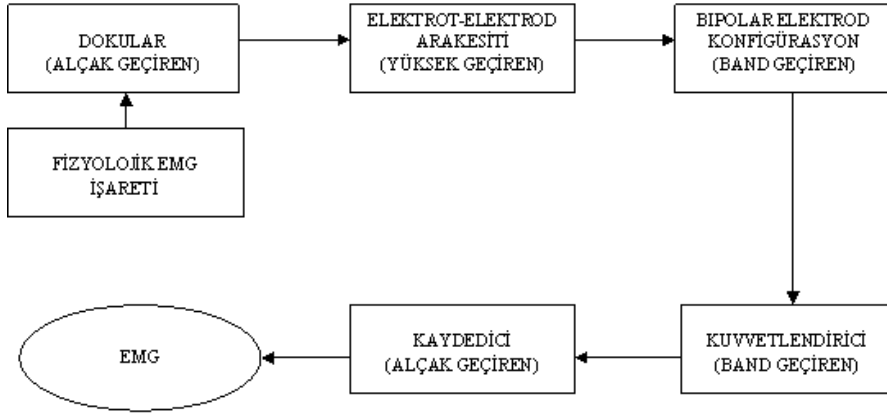 DOKULAR
(ALÇAK GEÇİREN)
ELEKTROT-ELEKTROD
ARAKESİTİ
(YÜKSEK GEÇİREN)
BIPOLAR ELEKTROD
KONFİGÜRASYON
(BAND GEÇİREN)
FİZYOLOJİK EMG
İŞARETİ
EMG
KAYDEDİCİ
(ALÇAK GEÇİREN)
KUVVETLENDİRİCİ
(BAND GEÇİREN)